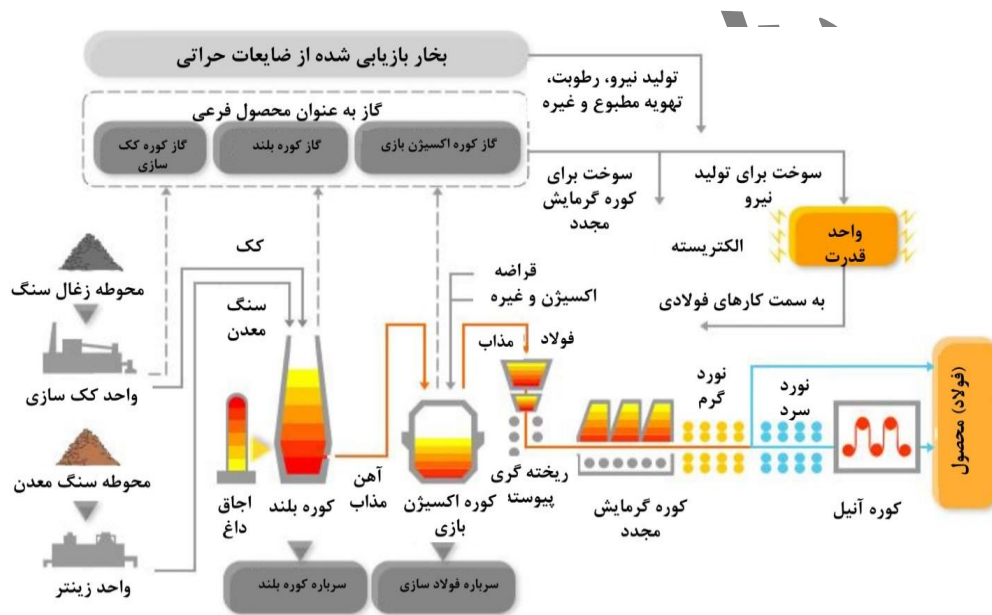 بخار بازیابی شده از ضایعات حراتی
تولید نیرو، رطوبت،
تهویه مطبوع و غیره
گاز به عنوان محصول فرعی
گاز کوره اکسیژن بازی
گاز کوره بلند
گاز کوره کک
سازی
سوخت برای
کوره گرمایش
مجدد
سوخت برای تولید
نیرو
واحد
قدرت
الکتریسته
به سمت کارهای فولادی
کک
سنگ
معدن
قراضه
اکسیژن و غیره
محوطه زغال سنگ
واحد کک سازی
محوطه سنگ معدن
واحد زینتر
فولاد
مذاب
نورد
گرم
نورد
سرد
محصول (فولاد)
اجاق
داغ
کوره بلند
آهن
مذاب
کوره اکسیژن
بازی
ریخته گری
پیوسته
کوره گرمایش
مجدد
کوره آنیل
سرباره کوره بلند
سرباره فولاد سازی